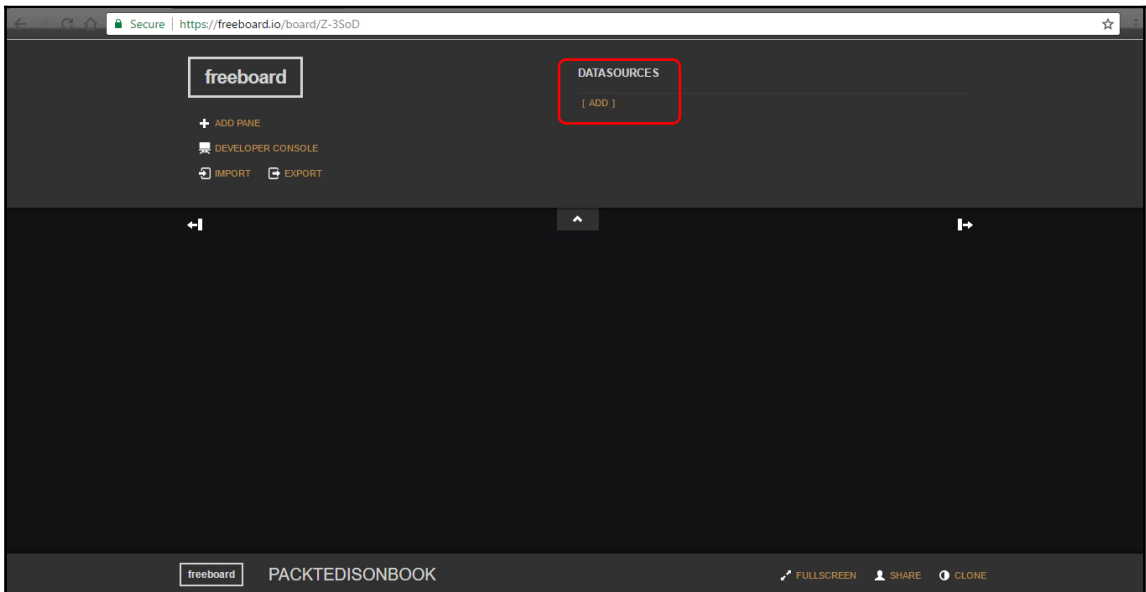 Secure | https://freeboard.io/board/Z-3SoD
freeboard
DATASOURCES
[ ADD ]
ADD PANE
DEVELOPER CONSOLE
IMPORT EXPORT
freeboard PACKTEDISONBOOK FULLSCREEN SHARE CLONE